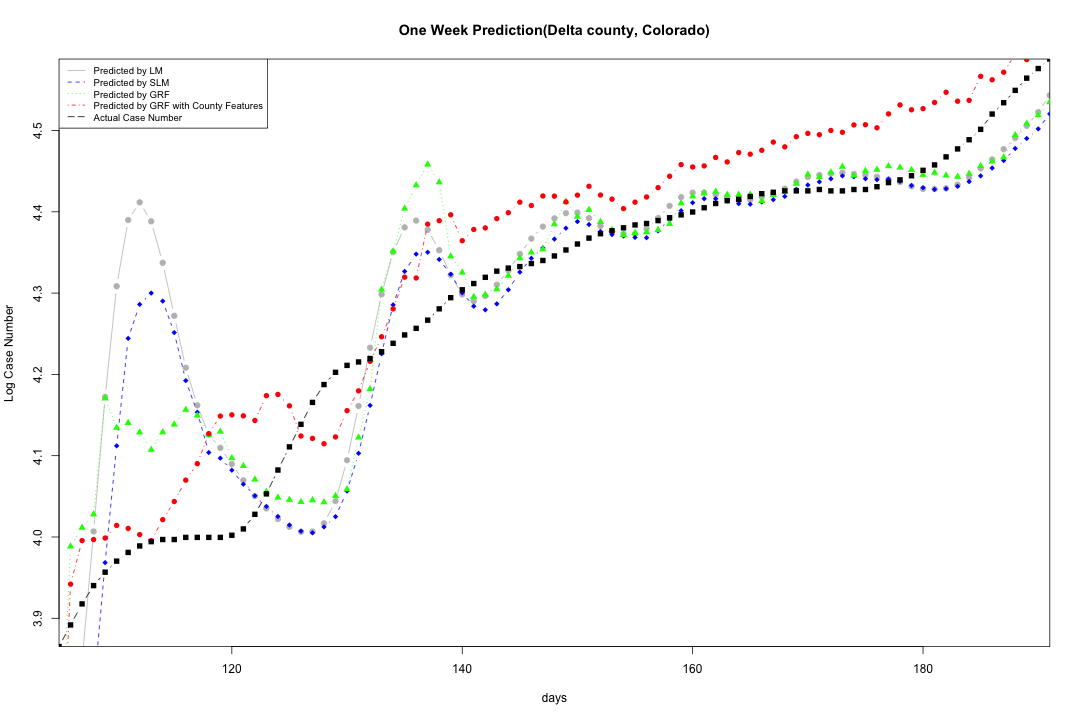 One Week Prediction(Delta county, Colorado)
Predicted by LM
Predicted by SLM
Predicted by GRF
Predicted by GRF with County Features
Actual Case Number
Log Case Number
4.5
4.4
4.3
4.2
4.1
4.0
3.9
120 140 160 180
days